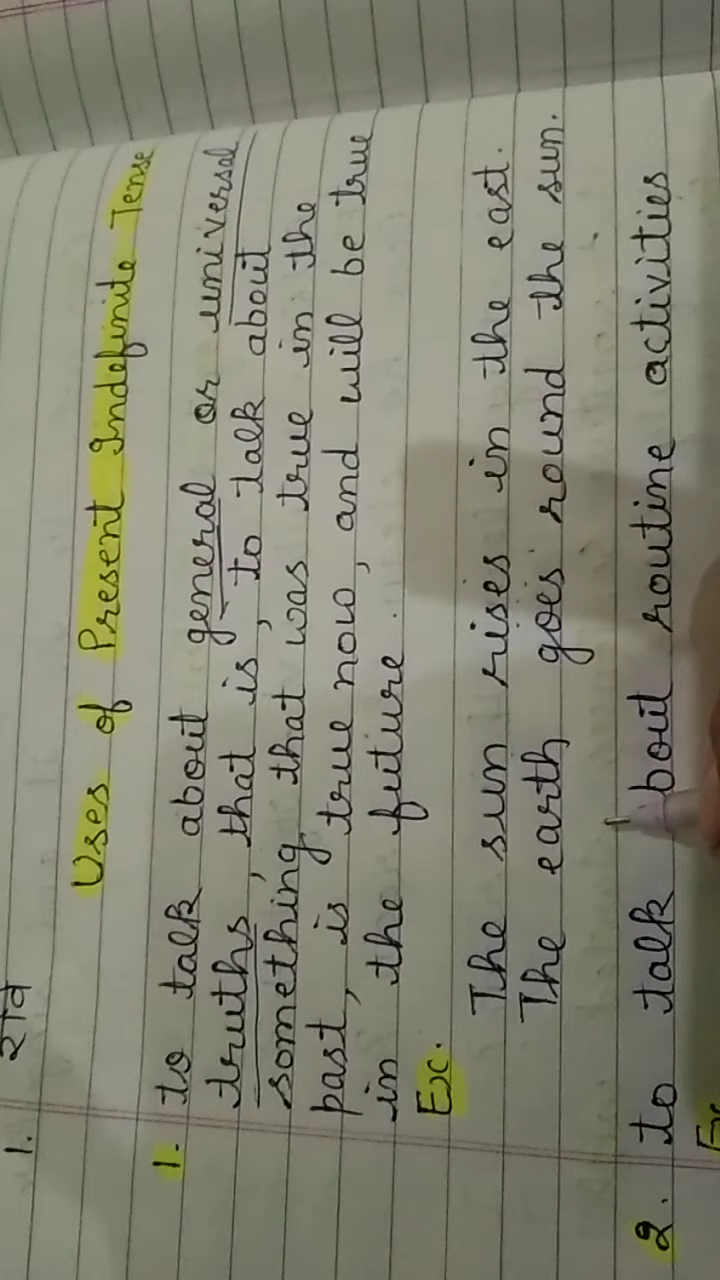 1. राव
Uses of Present Indefinite Tense
1. to talk about general or universal
truths, that is, to talk about
something that was true in the
past, is true now, and will be true
in the future.
Ex.
The sun rises in the east.
The earth goes round the sun.
2. to talk bout routine activities